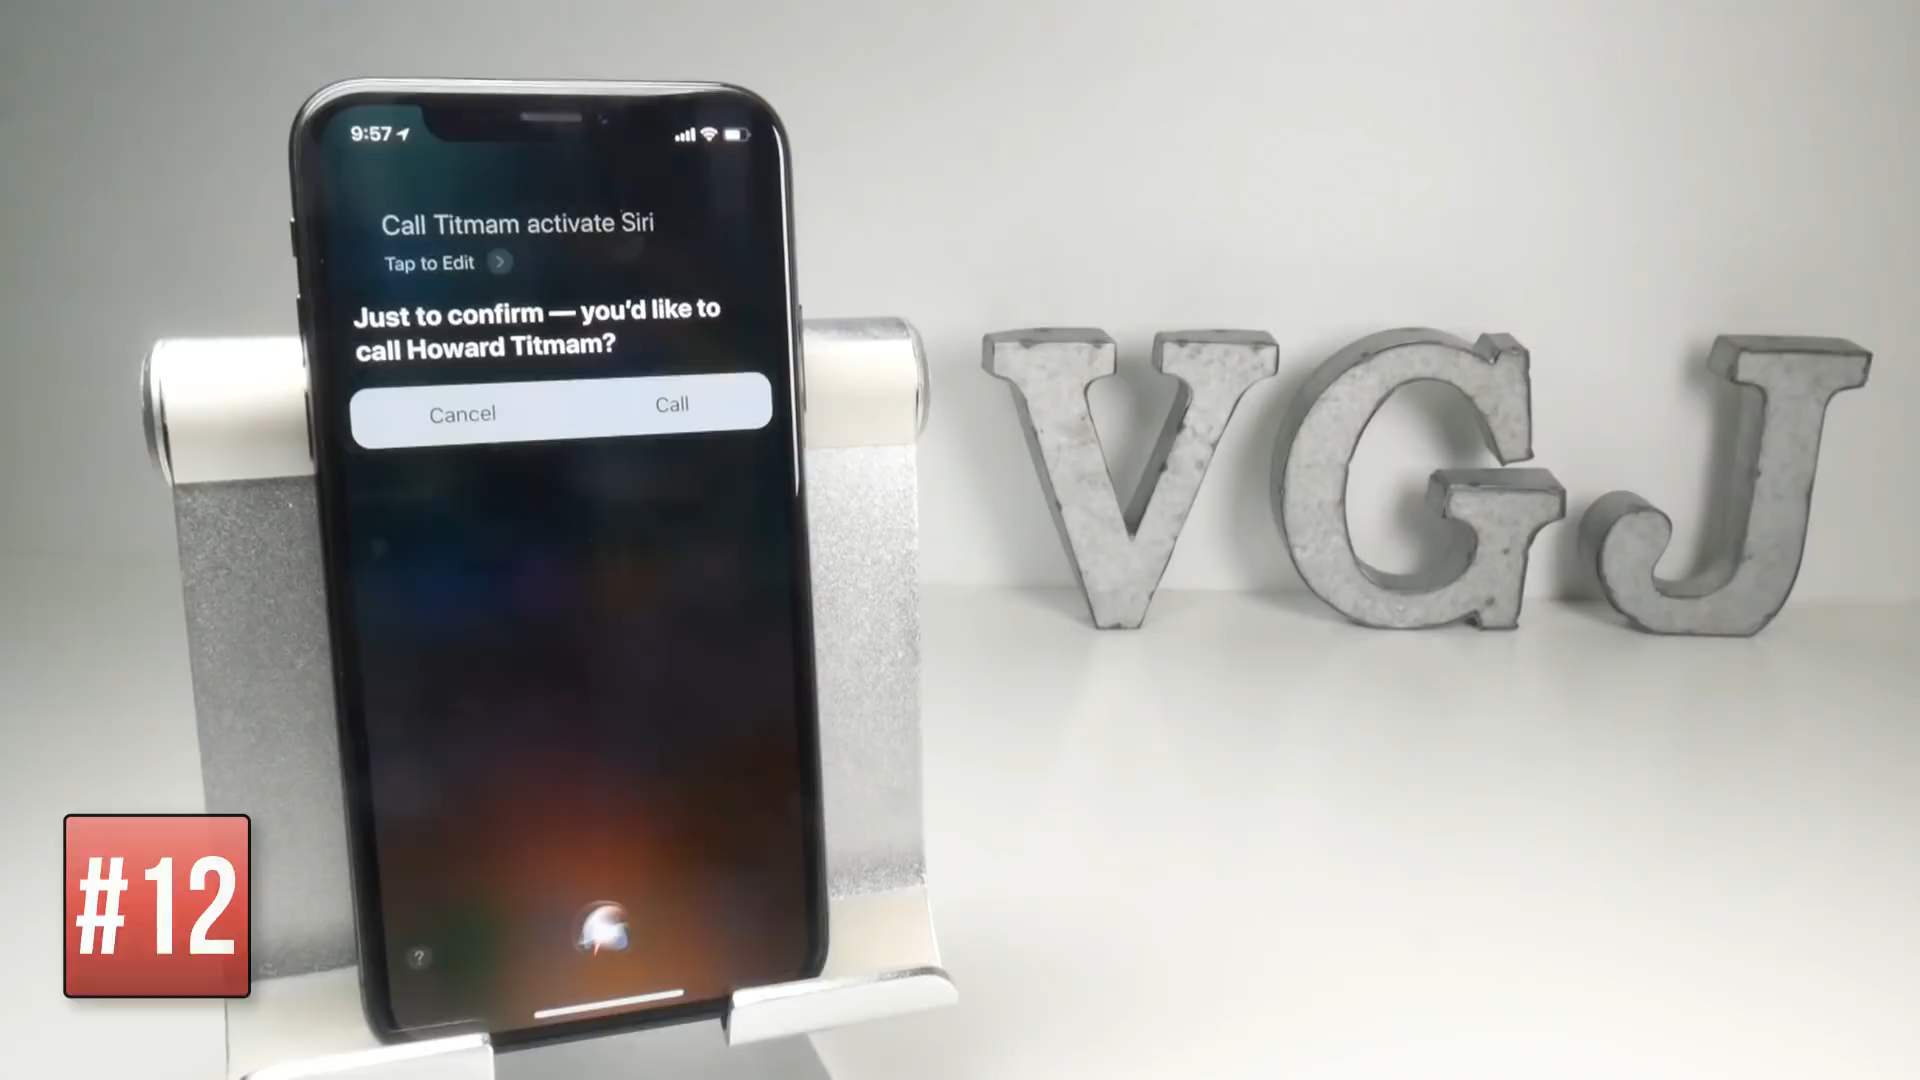 9:57
Call Titmam activate Siri
Tap to Edit
Just to confirm — you'd like to
call Howard Titmam?
Cancel Call
?
VGJ
#12